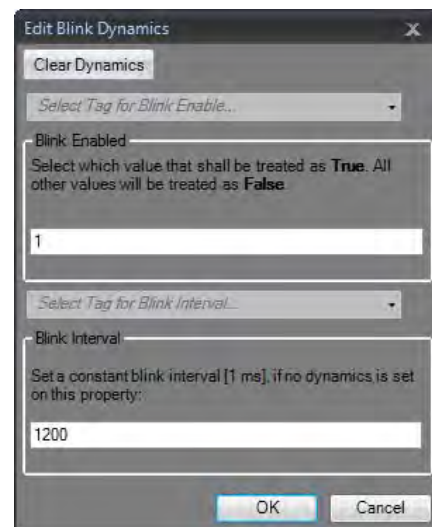 Edit Blink Dynamics
x
Clear Dynamics
Select Tag for Blink Enable...
Blink Enabled
Select which value that shall be treated as True. All
other values will be treated as False.
1
Select Tag for Blink Interval...
Blink Interval
Set a constant blink interval [1 ms], if no dynamics is set
on this property:
1200
OK
Cancel